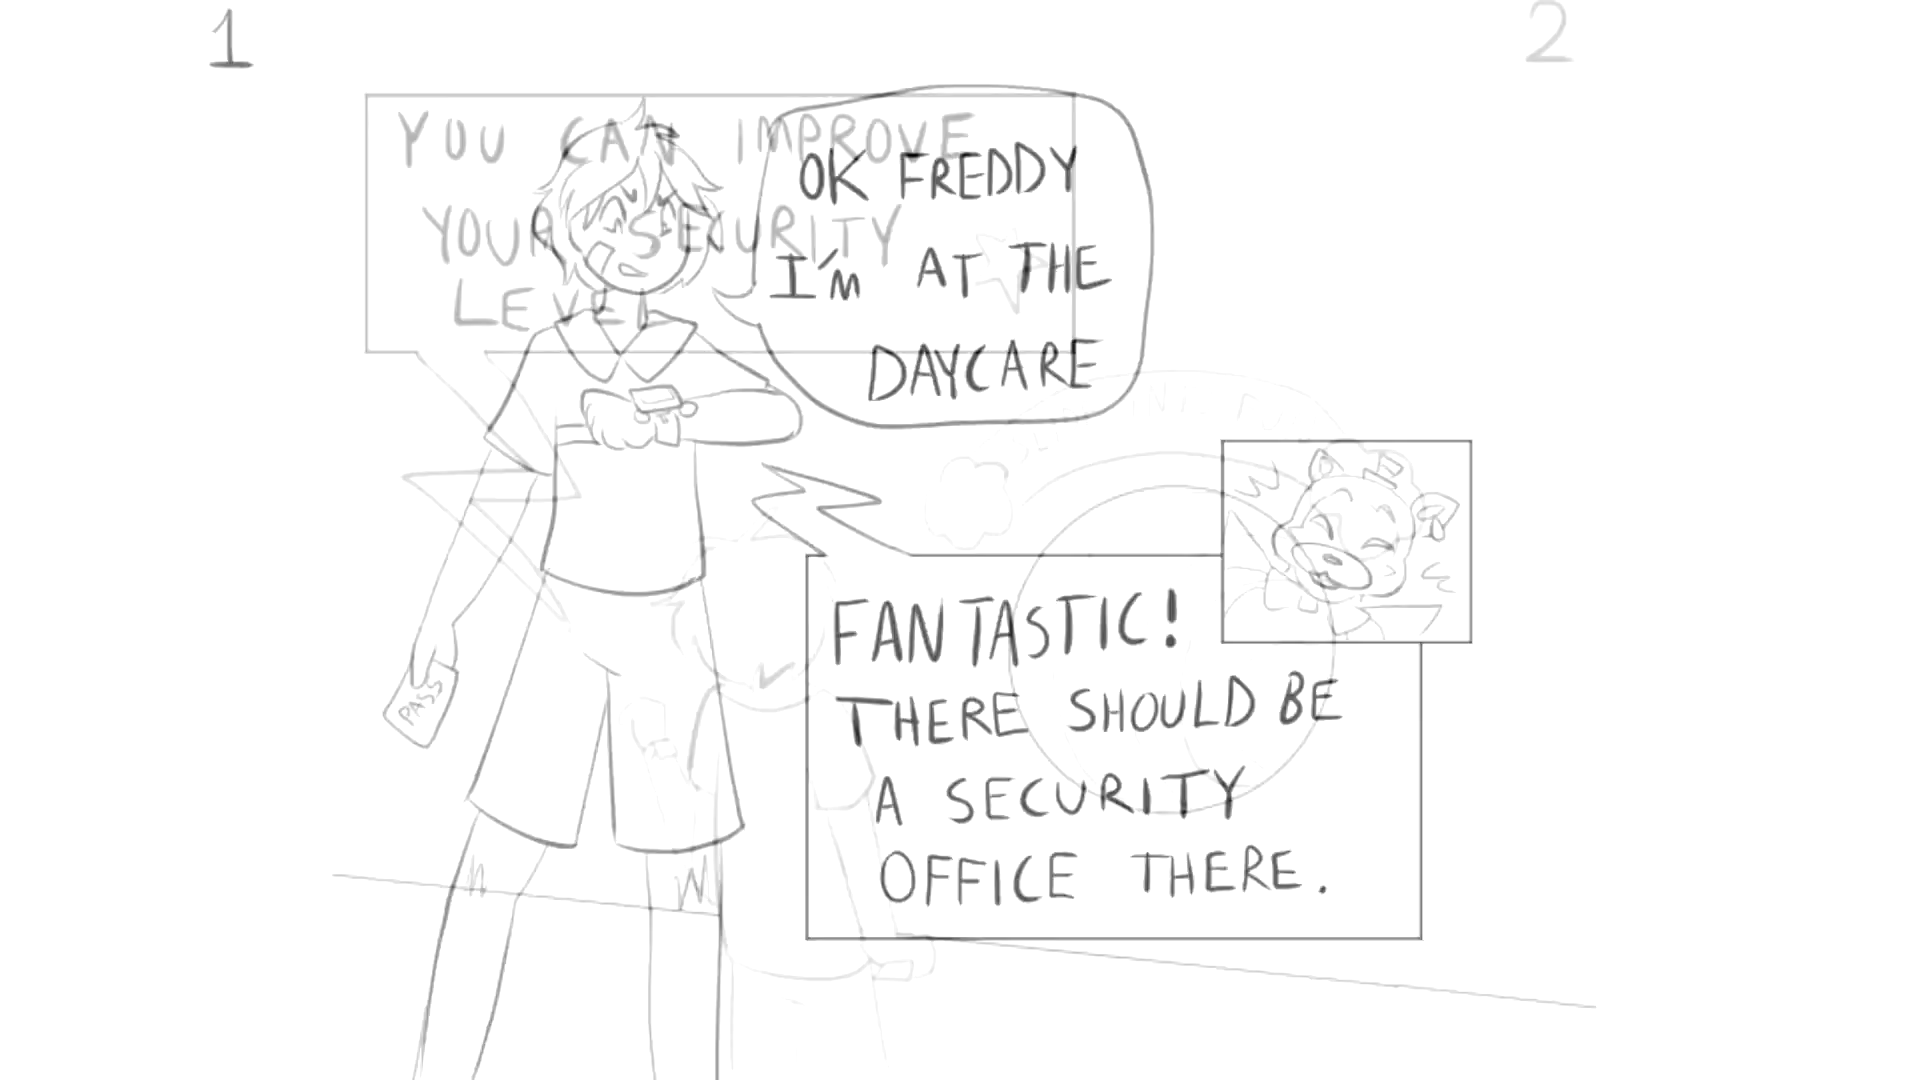 1
2
YOU CAN IMPROVE
YOUR SECURITY
LEVEL
OK FREDDY
I'M AT THE
DAYCARE
FANTASTIC!
THERE SHOULD BE
A SECURITY
OFFICE THERE.
PASS